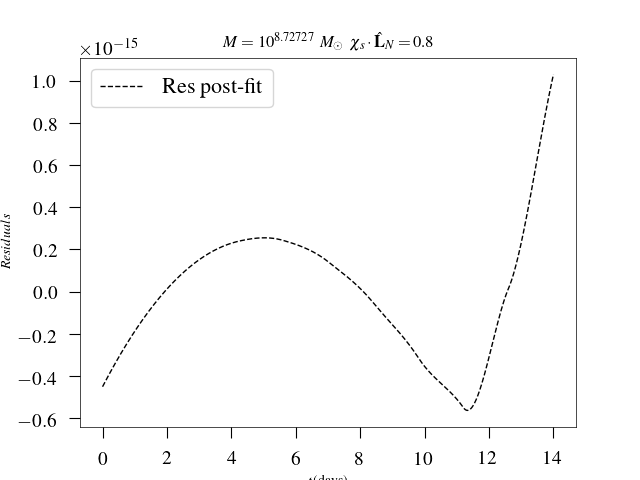 ×10⁻¹⁵ M = 10^8.72727 M⊙ χₛ · L̂_N = 0.8
Res post-fit
1.0
0.8
0.6
0.4
0.2
0.0
−0.2
−0.4
−0.6
Residuals
0 2 4 6 8 10 12 14
t(days)